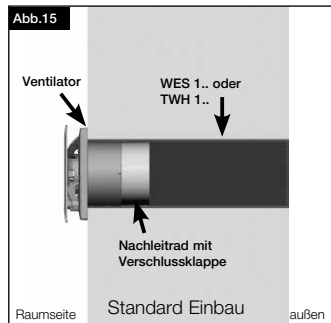 Abb.15
Ventilator
WES 1.. oder
TWH 1..
Nachleitrad mit
Verschlussklappe
Raumseite
Standard Einbau
außen